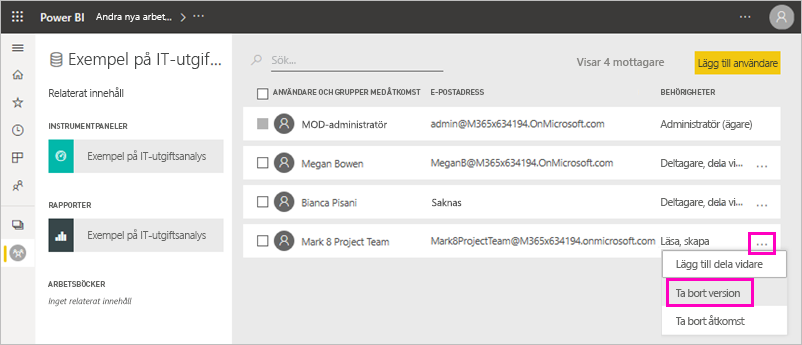 Power BI Andra nya arbet... > ...
Exempel på IT-utgif...
Relaterat innehåll
INSTRUMENTPANELER
Exempel på IT-utgiftsanalys
RAPPORTER
Exempel på IT-utgiftsanalys
ARBETSBÖCKER
Inget relaterat innehåll
Sök...
Visar 4 mottagare
Lägg till användare
ANVÄNDARE OCH GRUPPER MED ÅTKOMST E-POSTADRESS BEHÖRIGHETER
MOD-administratör admin@M365x634194.OnMicrosoft.com Administratör (ägare)
Megan Bowen MeganB@M365x634194.OnMicrosoft.com Deltagare, dela vi... ...
Bianca Pisani Saknas Deltagare, dela vi... ...
Mark 8 Project Team Mark8ProjectTeam@M365x634194.onmicrosoft.com Läsa, skapa ...
Lägg till dela vidare
Ta bort version
Ta bort åtkomst